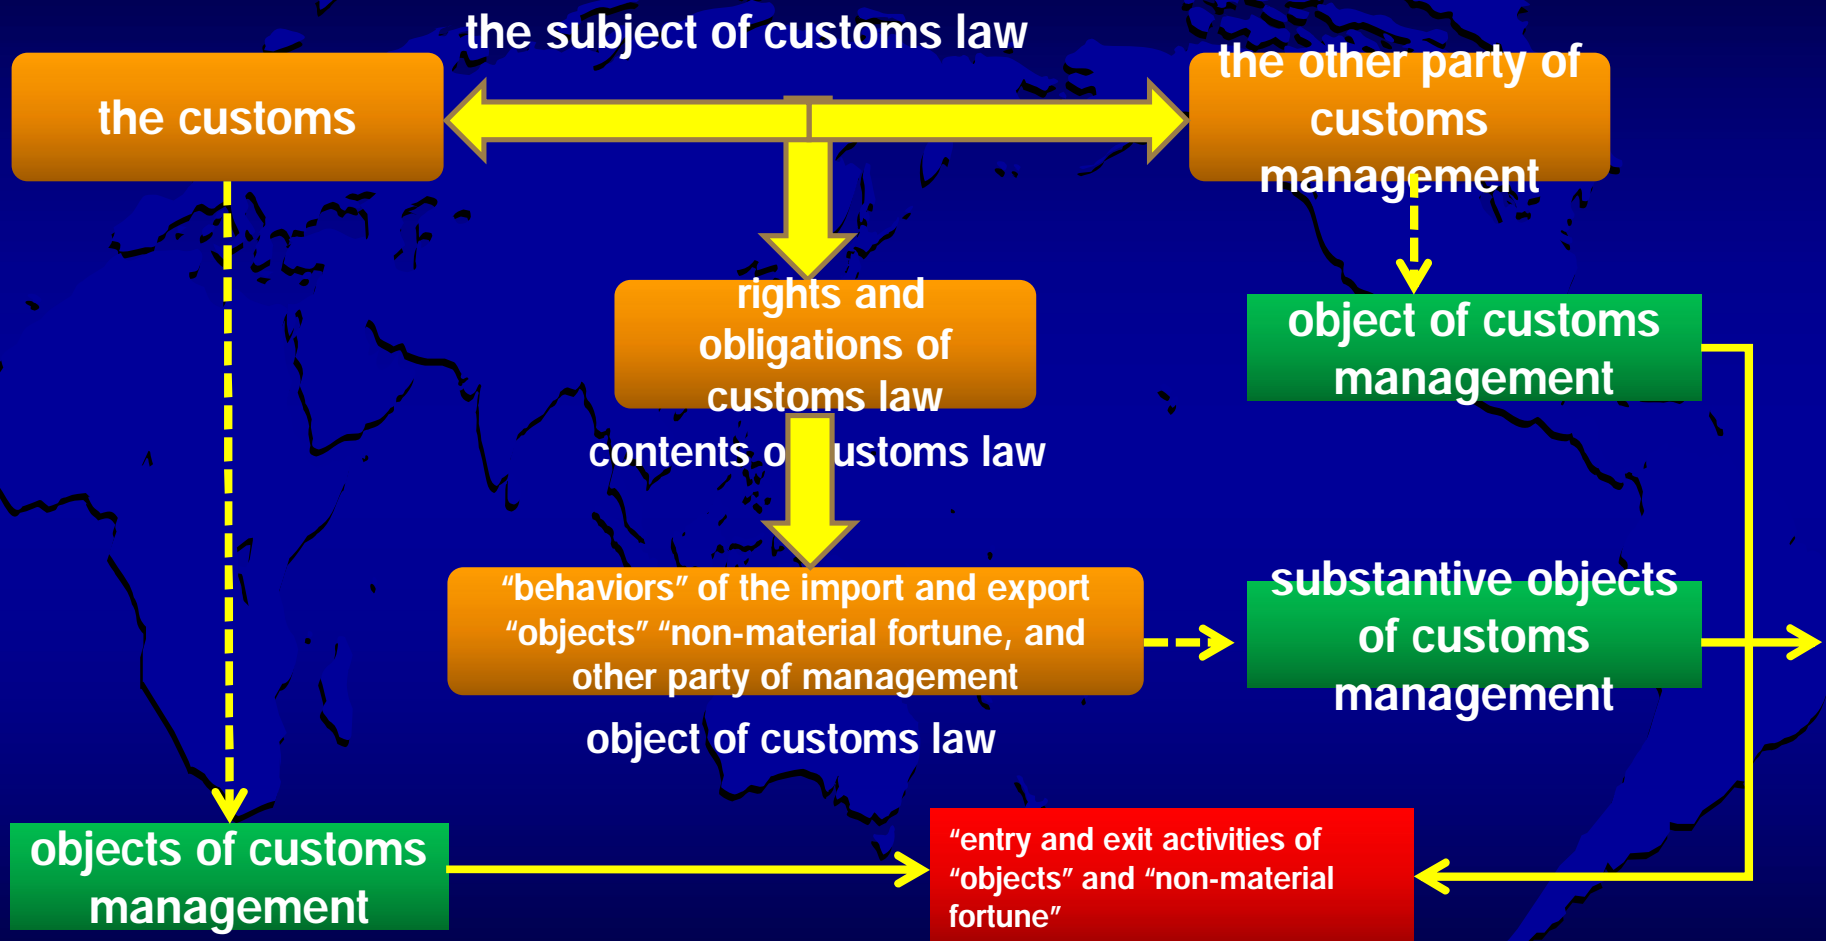 the subject of customs law
the customs
the other party of
customs
management
rights and
obligations of
customs law
contents o ustoms law
object of customs
management
“behaviors” of the import and export
“objects” “non-material fortune, and
other party of management
object of customs law
substantive objects
of customs
management
objects of customs
management
“entry and exit activities of
“objects” and “non-material
fortune”